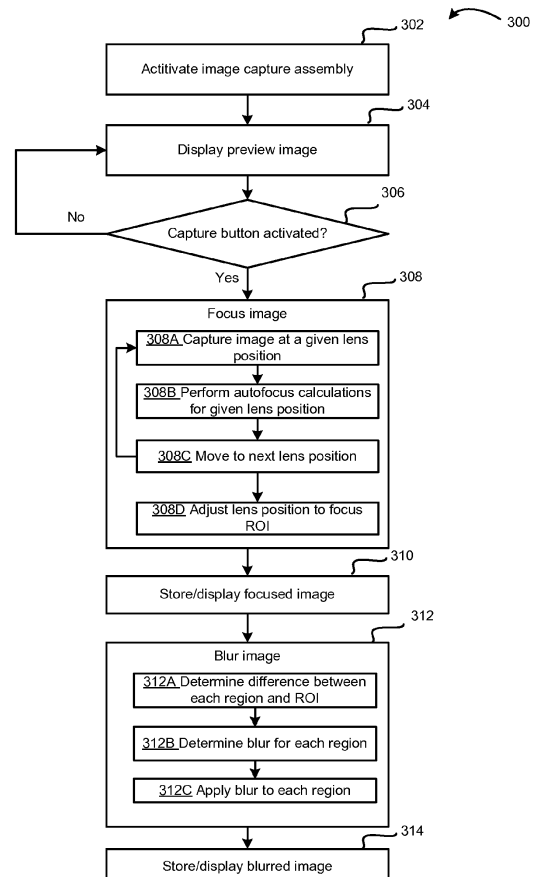 302
300
Actitivate image capture assembly
304
Display preview image
306
No
Capture button activated?
Yes
308
Focus image
308A Capture image at a given lens
position
308B Perform autofocus calculations
for given lens position
308C Move to next lens position
308D Adjust lens position to focus
ROI
310
Store/display focused image
312
Blur image
312A Determine difference between
each region and ROI
312B Determine blur for each region
312C Apply blur to each region
314
Store/display blurred image